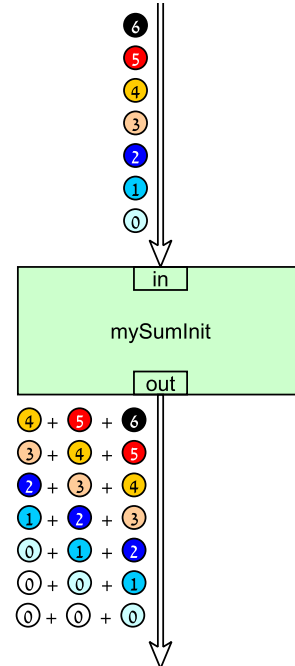 6
5
4
3
2
1
0
in
mySumInit
out
4 + 5 + 6
3 + 4 + 5
2 + 3 + 4
1 + 2 + 3
0 + 1 + 2
0 + 0 + 1
0 + 0 + 0